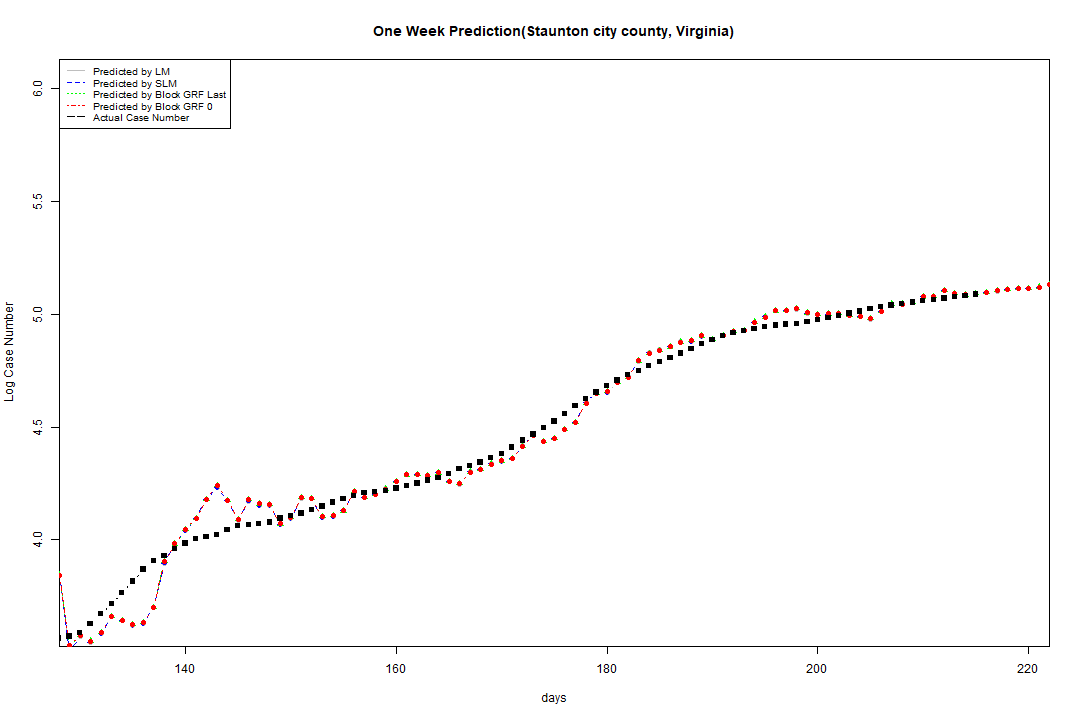 One Week Prediction(Staunton city county, Virginia)
Predicted by LM
Predicted by SLM
Predicted by Block GRF Last
Predicted by Block GRF 0
Actual Case Number
6.0
5.5
5.0
4.5
4.0
Log Case Number
140 160 180 200 220
days